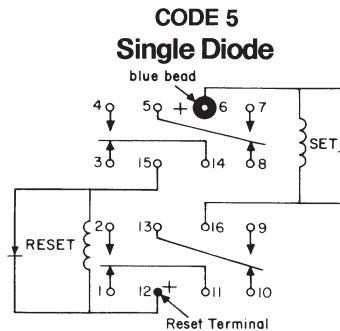 CODE 5
Single Diode
blue bead
4 5 + 6 7
3 15 14 8
SET
RESET
2 13 16 9
1 12 + 11 10
Reset Terminal